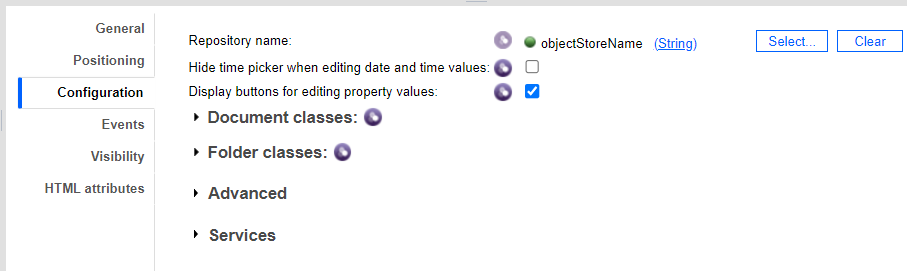 General
Positioning
Configuration
Events
Visibility
HTML attributes
Repository name: objectStoreName (String) Select... Clear
Hide time picker when editing date and time values:
Display buttons for editing property values:
Document classes:
Folder classes:
Advanced
Services